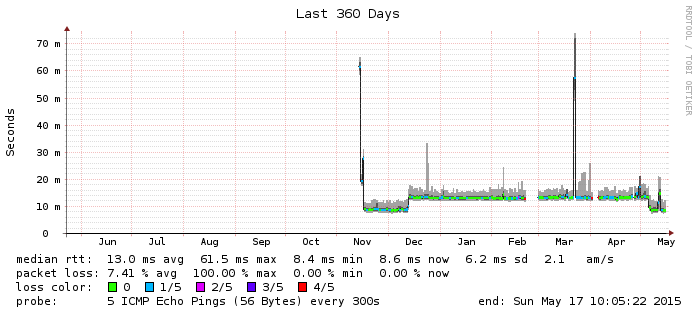 Last 360 Days
RRDTOOL / TOBI OETIKER
Seconds
70 m
60 m
50 m
40 m
30 m
20 m
10 m
0
Jun Jul Aug Sep Oct Nov Dec Jan Feb Mar Apr May
median rtt: 13.0 ms avg 61.5 ms max 8.4 ms min 8.6 ms now 6.2 ms sd 2.1 am/s
packet loss: 7.41 % avg 100.00 % max 0.00 % min 0.00 % now
loss color: 0 1/5 2/5 3/5 4/5
probe: 5 ICMP Echo Pings (56 Bytes) every 300s end: Sun May 17 10:05:22 2015